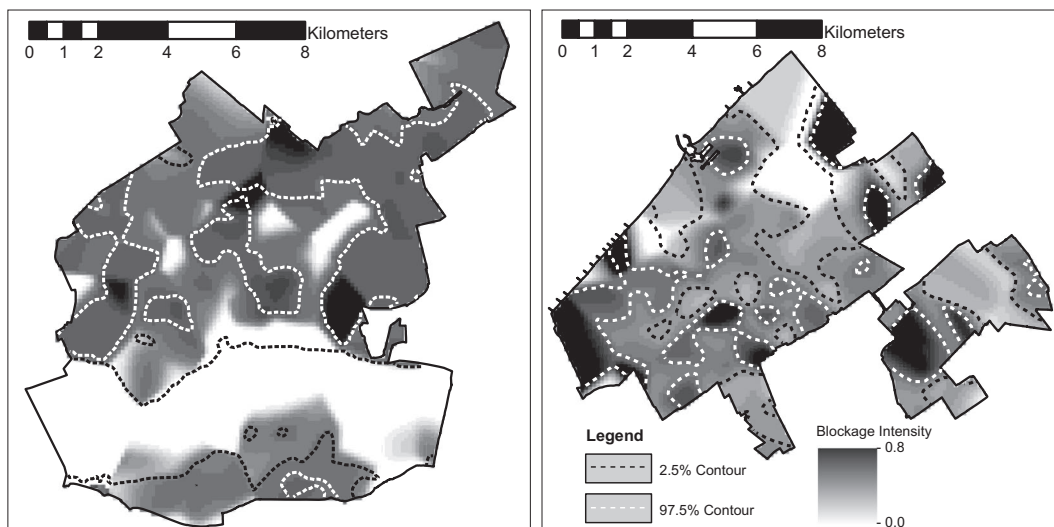 Kilometers
0 1 2 4 6 8
Kilometers
0 1 2 4 6 8
Legend
2.5% Contour
97.5% Contour
Blockage Intensity
0.8
0.0